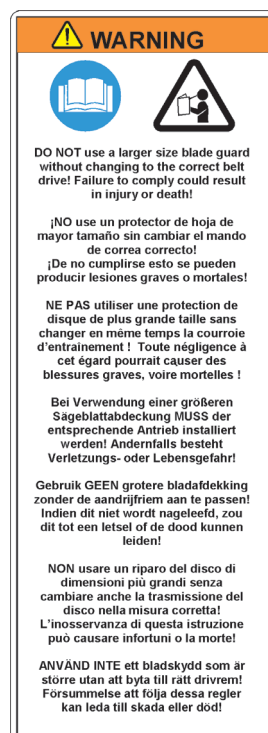 WARNING
DO NOT use a larger size blade guard
without changing to the correct belt
drive! Failure to comply could result
in injury or death!
¡NO use un protector de hoja de
mayor tamaño sin cambiar el mando
de correa correcto!
¡De no cumplirse esto se pueden
producir lesiones graves o mortales!
NE PAS utiliser une protection de
disque de plus grande taille sans
changer en même temps la courroie
d'entrainement ! Toute négligence à
cet égard pourrait causer des
blessures graves, voire mortelles !
Bei Verwendung einer größeren
Sägeblattabdeckung MUSS der
entsprechende Antrieb installiert
werden! Andernfalls besteht
Verletzungs- oder Lebensgefahr!
Gebruik GEEN grotere bladafdekking
zonder de aandrijfriem aan te passen!
Indien dit niet wordt nageleefd, zou
dit tot een letsel of de dood kunnen
leiden!
NON usare un riparo del disco di
dimensioni più grandi senza
cambiare anche la trasmissione del
disco nella misura corretta!
L'inosservanza di questa istruzione
può causare infortuni o la morte!
ANVÄND INTE ett bladskydd som är
större utan att byta till rätt drivrem!
Försummelse att följa dessa regler
kan leda till skada eller död!